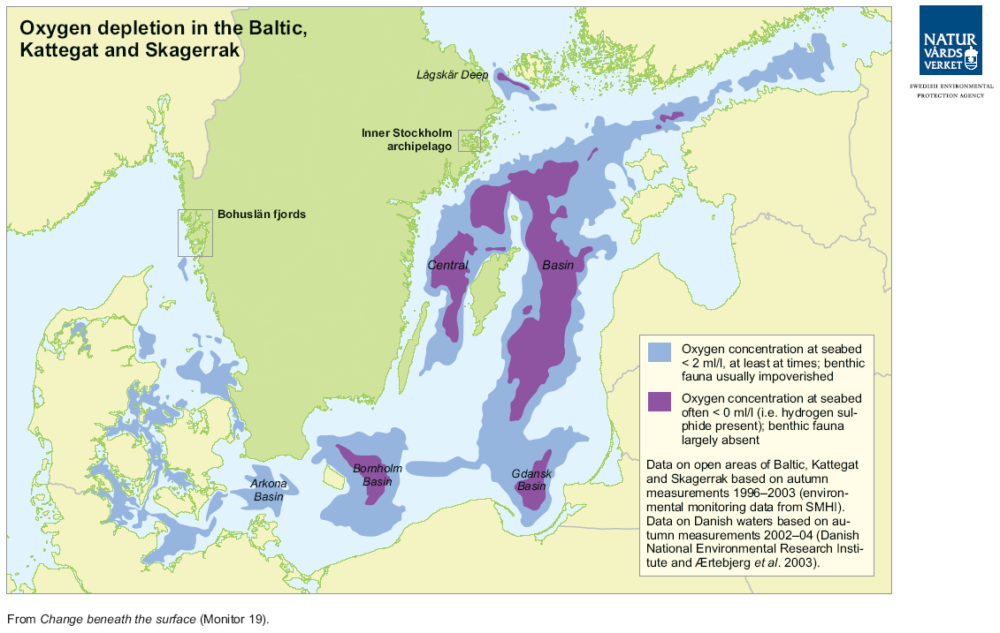 Oxygen depletion in the Baltic,
Kattegat and Skagerrak
NATUR
VÅRDS
VERKET
SWEDISH ENVIRONMENTAL
PROTECTION AGENCY
Lågskär Deep
Inner Stockholm
archipelago
Bohuslän fjords
Central
Basin
Bornholm
Basin
Arkona
Basin
Gdansk
Basin
Oxygen concentration at seabed
< 2 ml/l, at least at times; benthic
fauna usually impoverished
Oxygen concentration at seabed
often < 0 ml/l (i.e. hydrogen sul-
phide present); benthic fauna
largely absent
Data on open areas of Baltic, Kattegat
and Skagerrak based on autumn
measurements 1996–2003 (environ-
mental monitoring data from SMHI).
Data on Danish waters based on au-
tumn measurements 2002–04 (Danish
National Environmental Research Insti-
tute and Ærtebjerg et al. 2003).
From Change beneath the surface (Monitor 19).